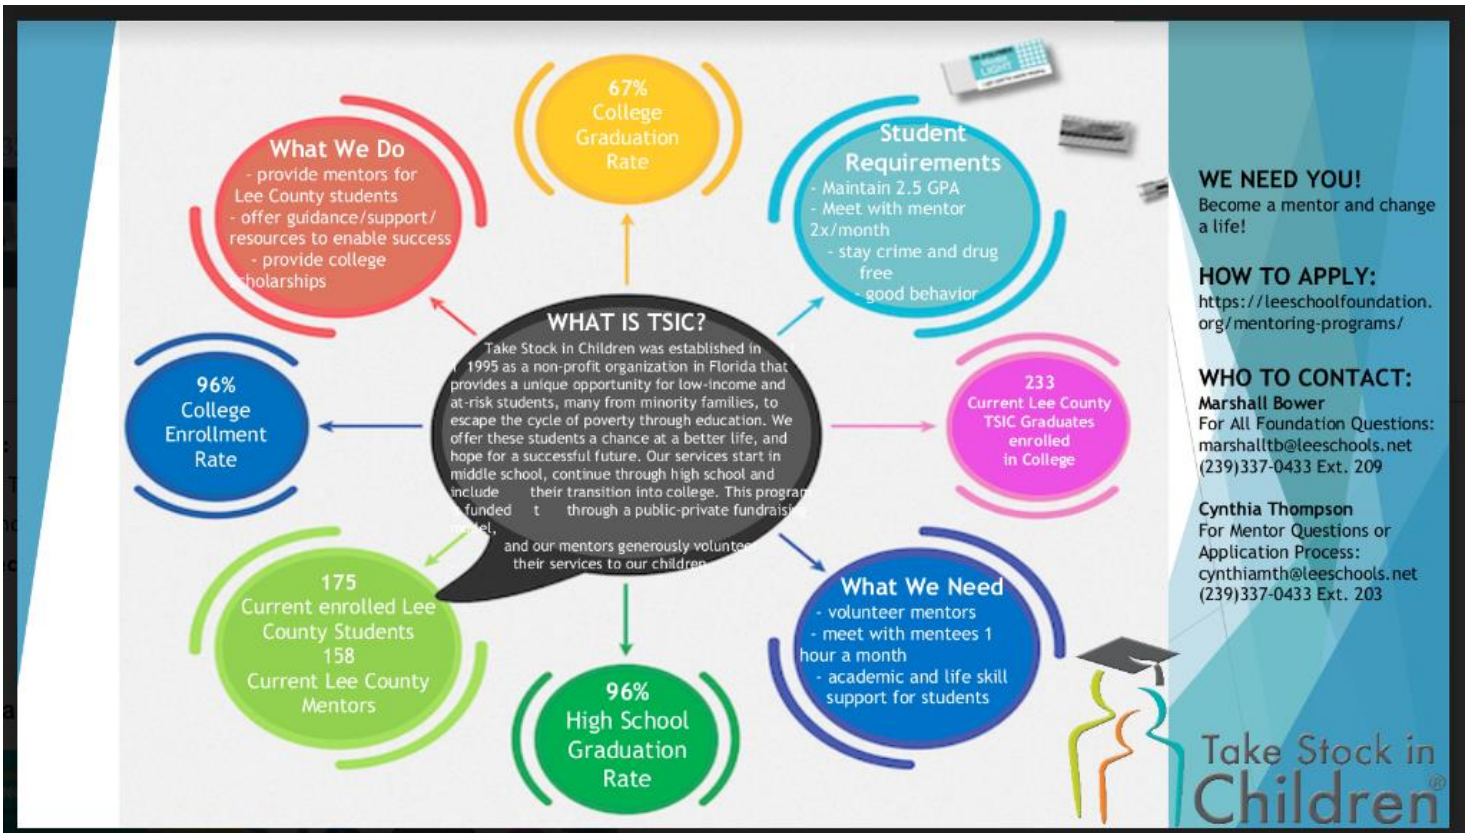 67%
College
Graduation
Rate
What We Do
- provide mentors for
Lee County students
- offer guidance/support/
resources to enable success
- provide college
scholarships
Student
Requirements
- Maintain 2.5 GPA
- Meet with mentor
2x/month
- stay crime and drug
free
- good behavior
LIGHT
WHAT IS TSIC?
Take Stock in Children was established in
1995 as a non-profit organization in Florida that
provides a unique opportunity for low-income and
at-risk students, many from minority families, to
escape the cycle of poverty through education. We
offer these students a chance at a better life, and
hope for a successful future. Our services start in
middle school, continue through high school and
include their transition into college. This program
funded t through a public-private fundraising
model,
and our mentors generously volunteer
their services to our children
96%
College
Enrollment
Rate
233
Current Lee County
TSIC Graduates
enrolled
in College
175
Current enrolled Lee
County Students
158
Current Lee County
Mentors
96%
High School
Graduation
Rate
What We Need
- volunteer mentors
- meet with mentees 1
hour a month
- academic and life skill
support for students
WE NEED YOU!
Become a mentor and change
a life!
HOW TO APPLY:
https://leeschoolfoundation.
org/mentoring-programs/
WHO TO CONTACT:
Marshall Bower
For All Foundation Questions:
marshalltb@leeschools.net
(239)337-0433 Ext. 209
Cynthia Thompson
For Mentor Questions or
Application Process:
cynthiamth@leeschools.net
(239)337-0433 Ext. 203
Take Stock in
Children®